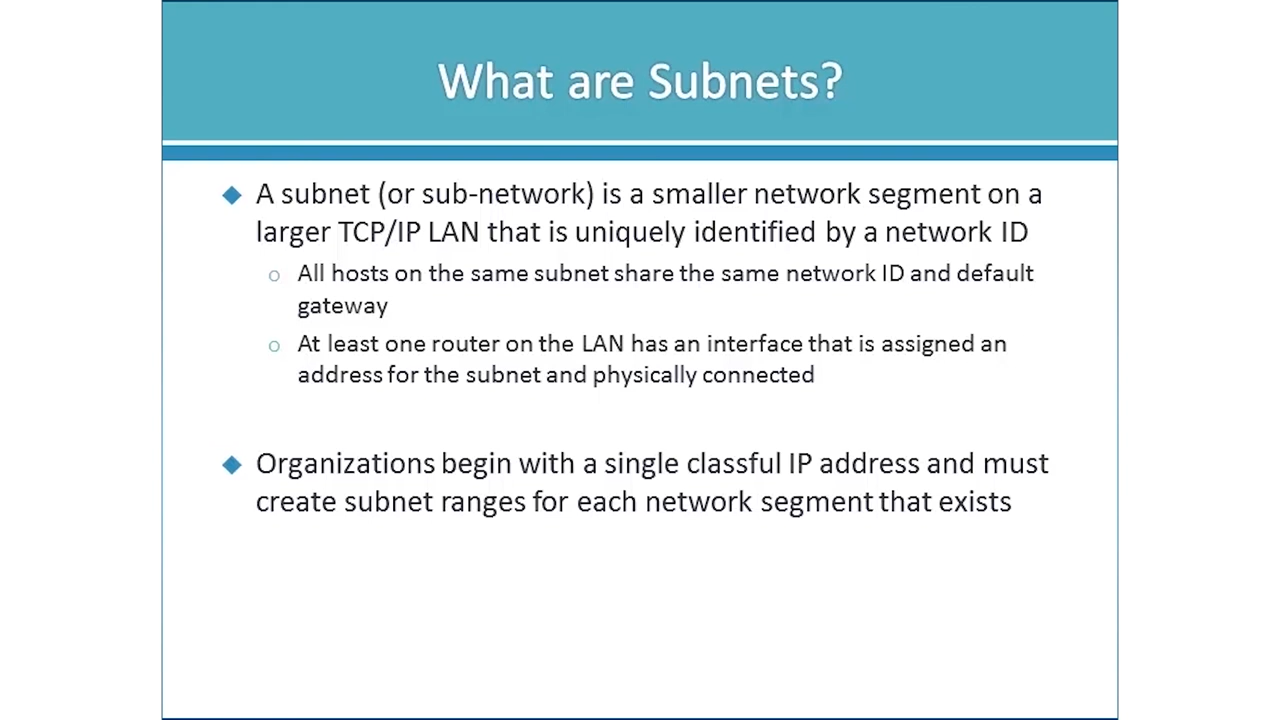 What are Subnets?
A subnet (or sub-network) is a smaller network segment on a
larger TCP/IP LAN that is uniquely identified by a network ID
o All hosts on the same subnet share the same network ID and default
gateway
o At least one router on the LAN has an interface that is assigned an
address for the subnet and physically connected
Organizations begin with a single classful IP address and must
create subnet ranges for each network segment that exists